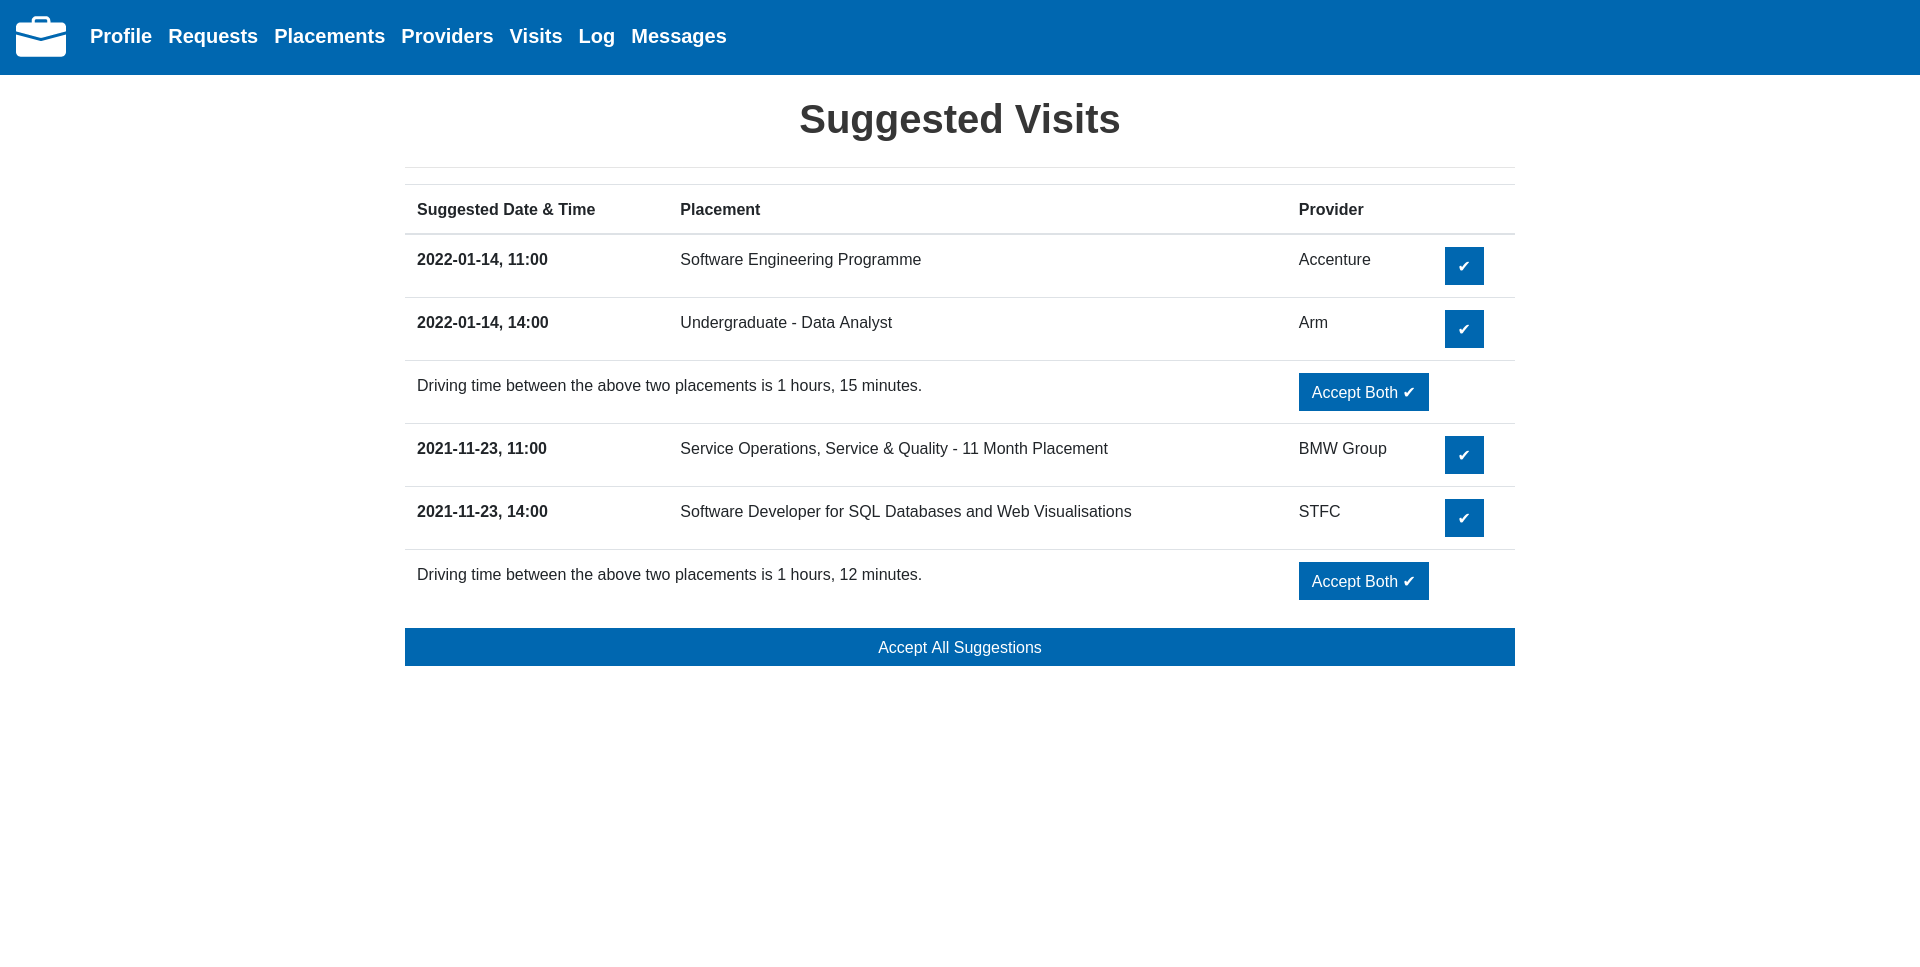 Profile Requests Placements Providers Visits Log Messages
Suggested Visits
Suggested Date & Time Placement Provider
2022-01-14, 11:00 Software Engineering Programme Accenture ✔
2022-01-14, 14:00 Undergraduate - Data Analyst Arm ✔
Driving time between the above two placements is 1 hours, 15 minutes. Accept Both ✔
2021-11-23, 11:00 Service Operations, Service & Quality - 11 Month Placement BMW Group ✔
2021-11-23, 14:00 Software Developer for SQL Databases and Web Visualisations STFC ✔
Driving time between the above two placements is 1 hours, 12 minutes. Accept Both ✔
Accept All Suggestions